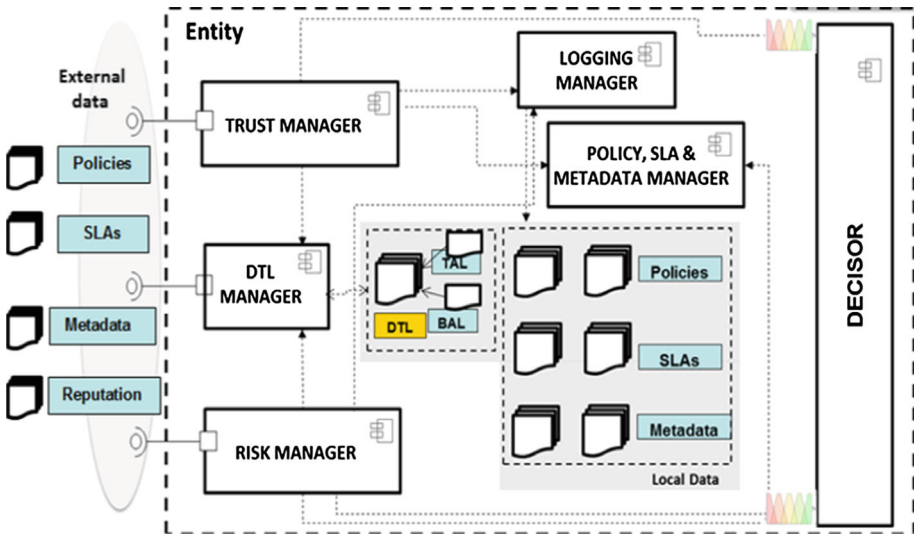 Entity
External
data
Policies
SLAs
Metadata
Reputation
TRUST MANAGER
DTL
MANAGER
RISK MANAGER
LOGGING
MANAGER
POLICY, SLA &
METADATA MANAGER
TAL
DTL
BAL
Policies
SLAs
Metadata
Local Data
DECISOR